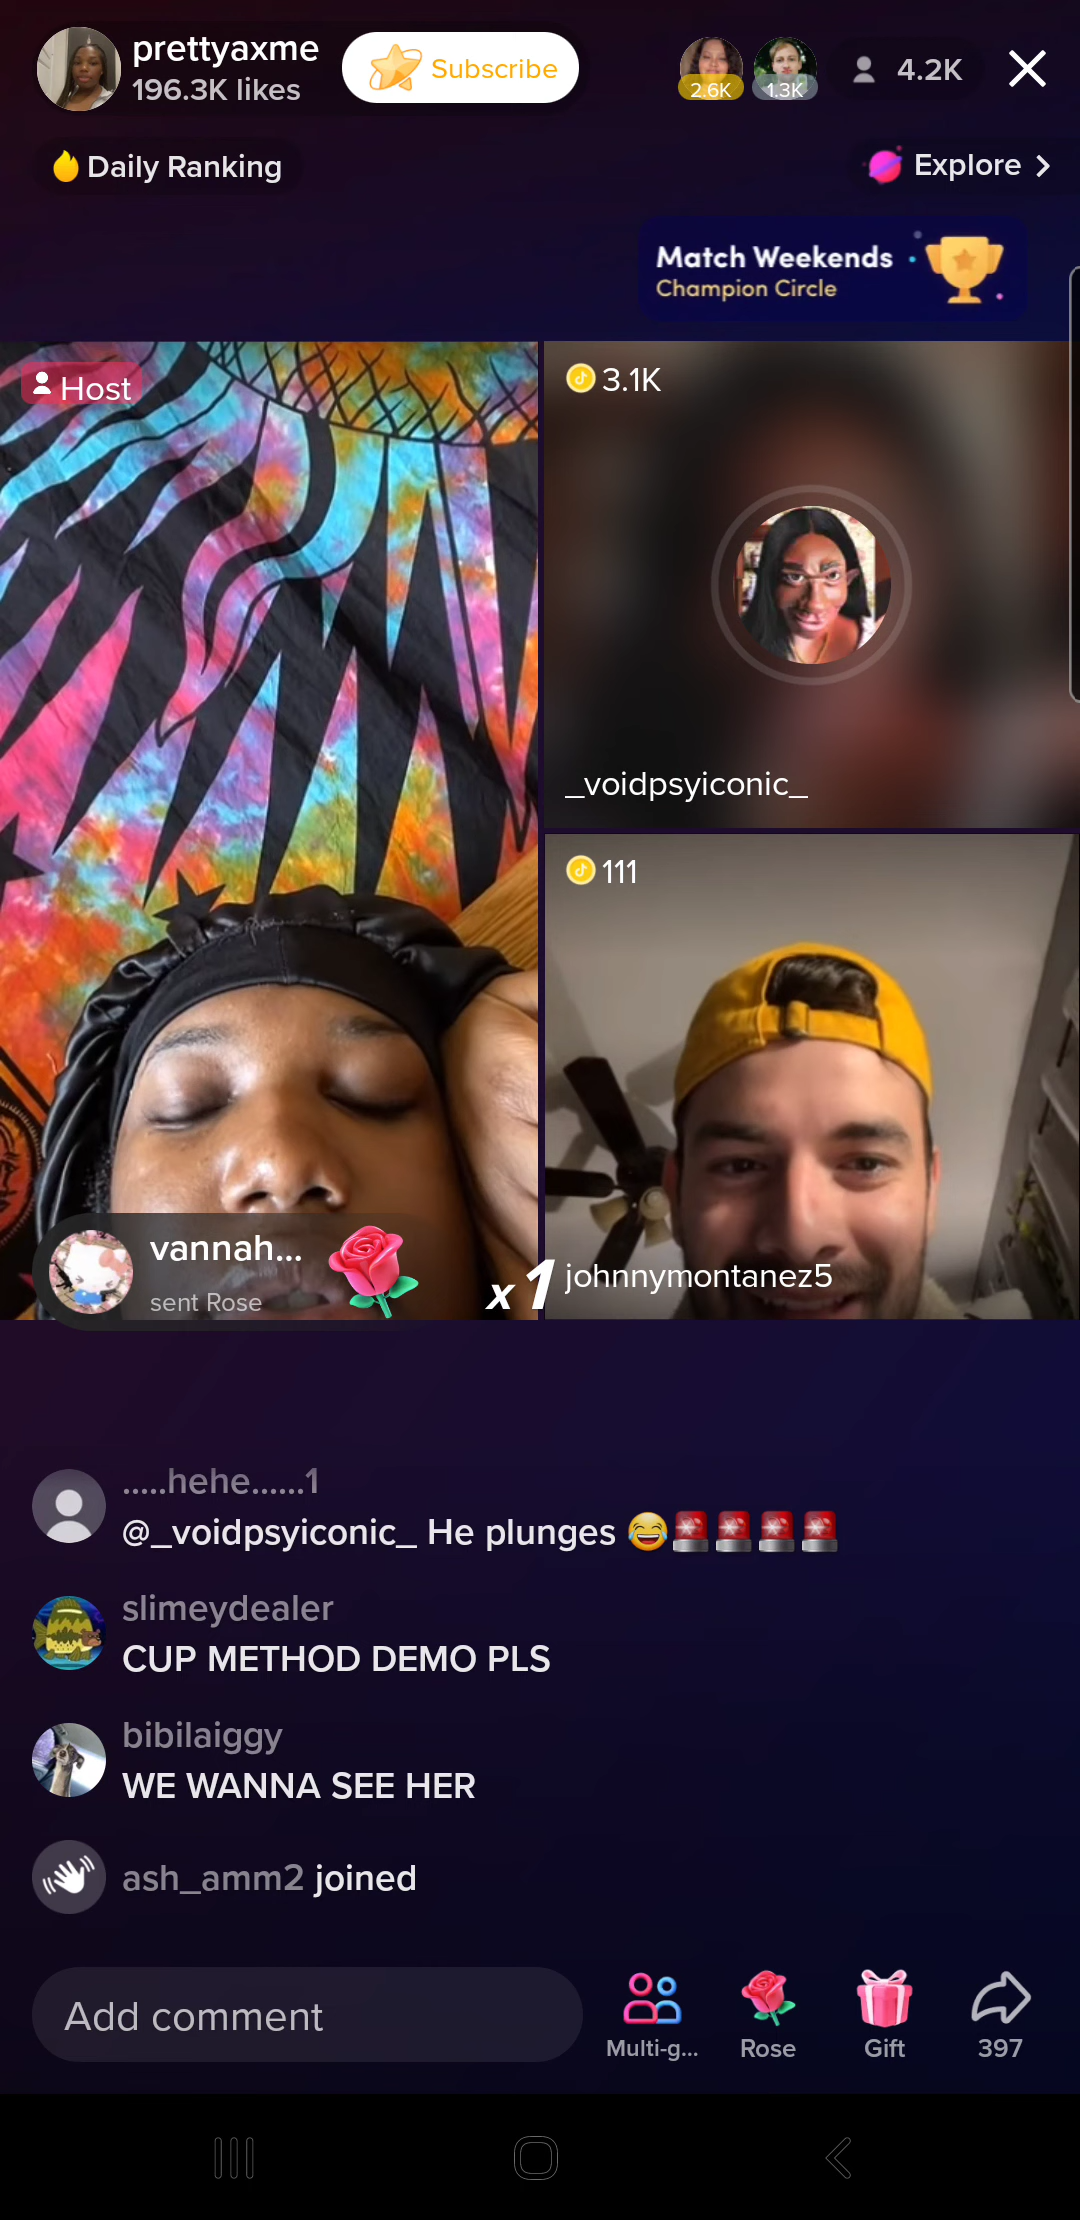 prettyaxme
196.3K likes
Subscribe
2.6K
1.3K
4.2K
Daily Ranking
Explore
Match Weekends
Champion Circle
Host
3.1K
_voidpsyiconic_
111
johnnymontanez5
vannah...
sent Rose
x1
.....hehe......1
@_voidpsyiconic_ He plunges 😂🚨🚨🚨🚨
slimeydealer
CUP METHOD DEMO PLS
bibilaiggy
WE WANNA SEE HER
ash_amm2 joined
Add comment
Multi-g...
Rose
Gift
397